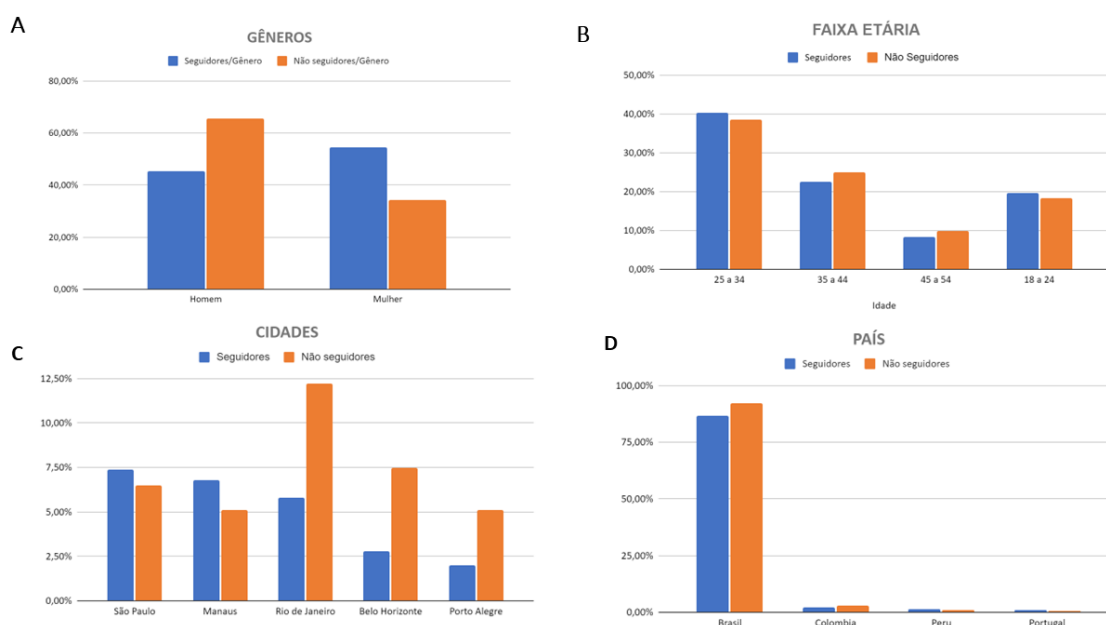 A
GÊNEROS
Seguidores/Gênero Não seguidores/Gênero
80,00%
60,00%
40,00%
20,00%
0,00%
Homem Mulher
B
FAIXA ETÁRIA
Seguidores Não Seguidores
50,00%
40,00%
30,00%
20,00%
10,00%
0,00%
25 a 34 35 a 44 45 a 54 18 a 24
Idade
C
CIDADES
Seguidores Não seguidores
12,50%
10,00%
7,50%
5,00%
2,50%
0,00%
São Paulo Manaus Rio de Janeiro Belo Horizonte Porto Alegre
D
PAÍS
Seguidores Não seguidores
100,00%
75,00%
50,00%
25,00%
0,00%
Brasil Colombia Peru Portugal